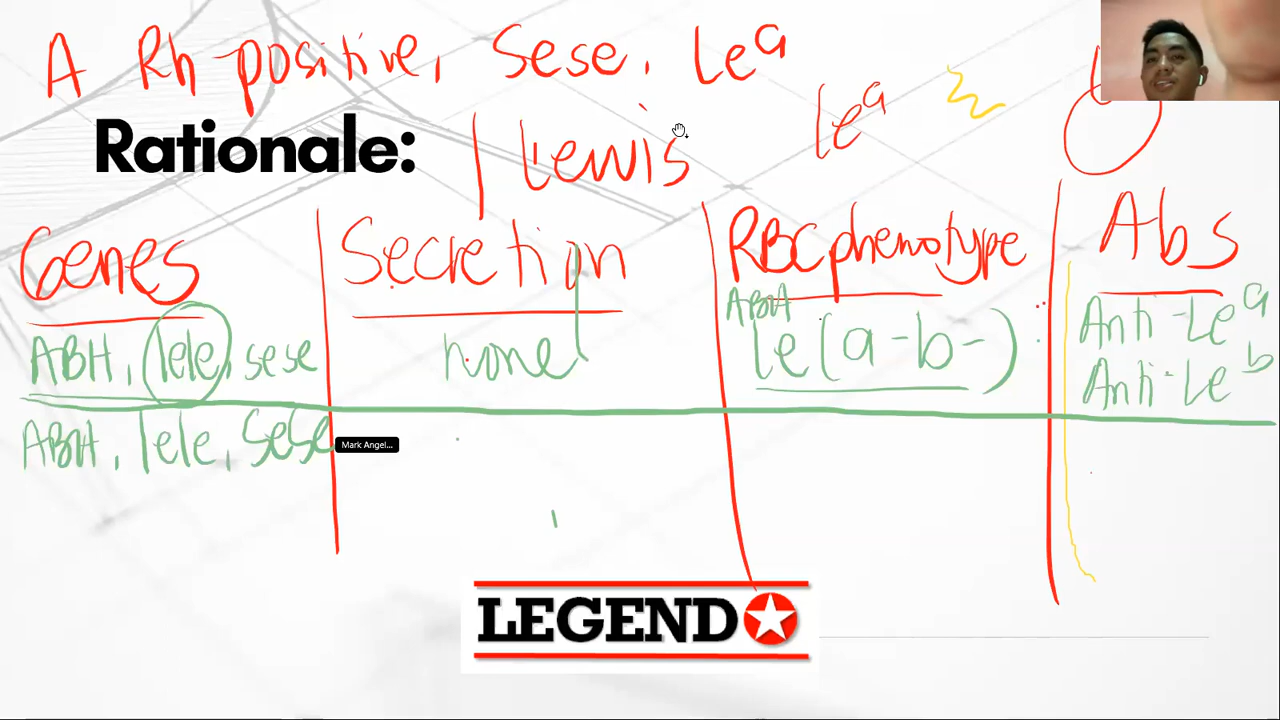 A Rh-positive, Sese, Le^a
Le^a
Rationale:
Lewis
Genes Secretion RBC phenotype Abs
ABH, lele, sese none ABH Le(a-b-) Anti-Le^a
Anti-Le^b
ABH, lele, SeSe
Mark Angel...
LEGEND